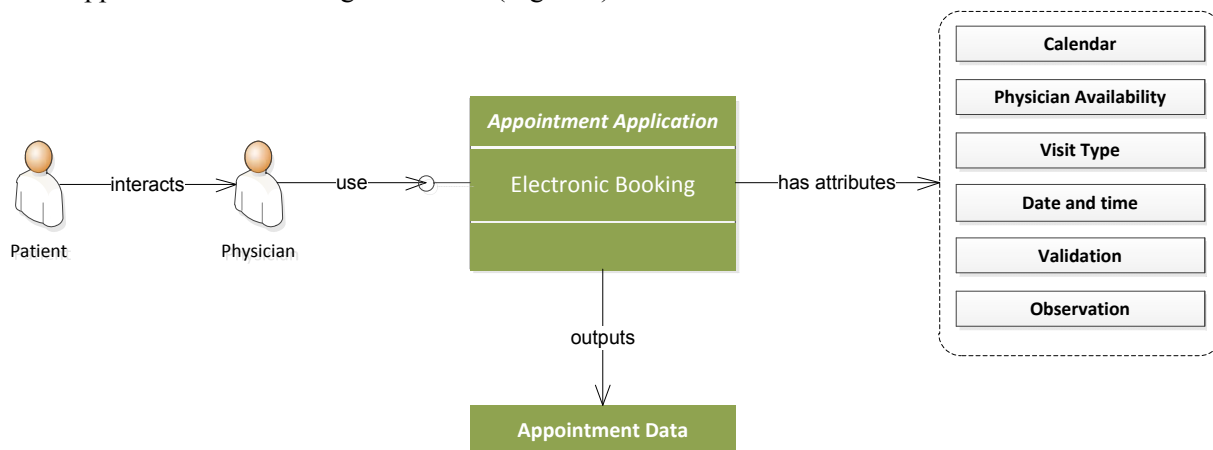 Calendar
Physician Availability
Visit Type
Date and time
Validation
Observation
Appointment Application
Electronic Booking
interacts
use
has attributes
Patient
Physician
outputs
Appointment Data